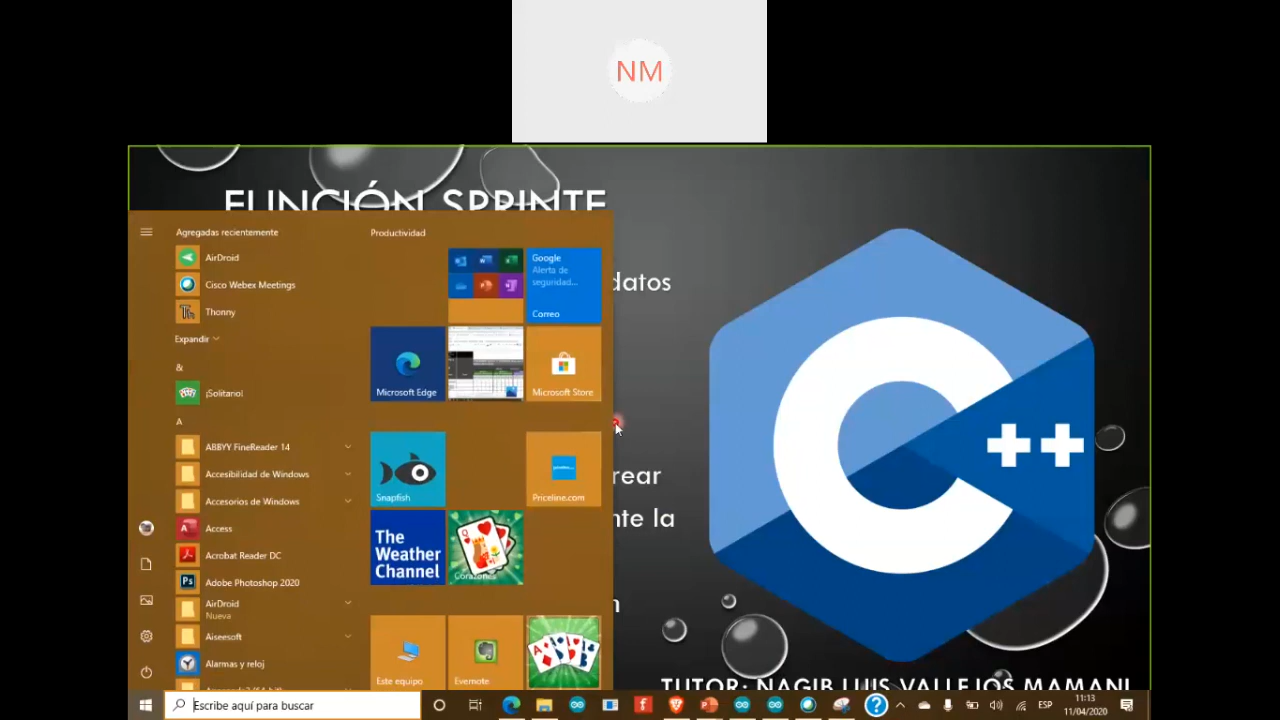 NM
FUNCIÓN SPRINTF
datos
rear
nte la
n
TUTOR: NAGIB LUIS VALLEJOS MAMANI
C
++
Agregadas recientemente
AirDroid
Cisco Webex Meetings
Thonny
Expandir
&
¡Solitario!
A
ABBYY FineReader 14
Accesibilidad de Windows
Accesorios de Windows
Access
Acrobat Reader DC
Adobe Photoshop 2020
AirDroid
Nueva
Aiseesoft
Alarmas y reloj
Productividad
Google
Alerta de
seguridad...
Correo
Microsoft Edge
Microsoft Store
Snapfish
Priceline.com
The
Weather
Channel
Corazones
Este equipo
Evernote
Escribe aquí para buscar
ESP
11:13
11/04/2020